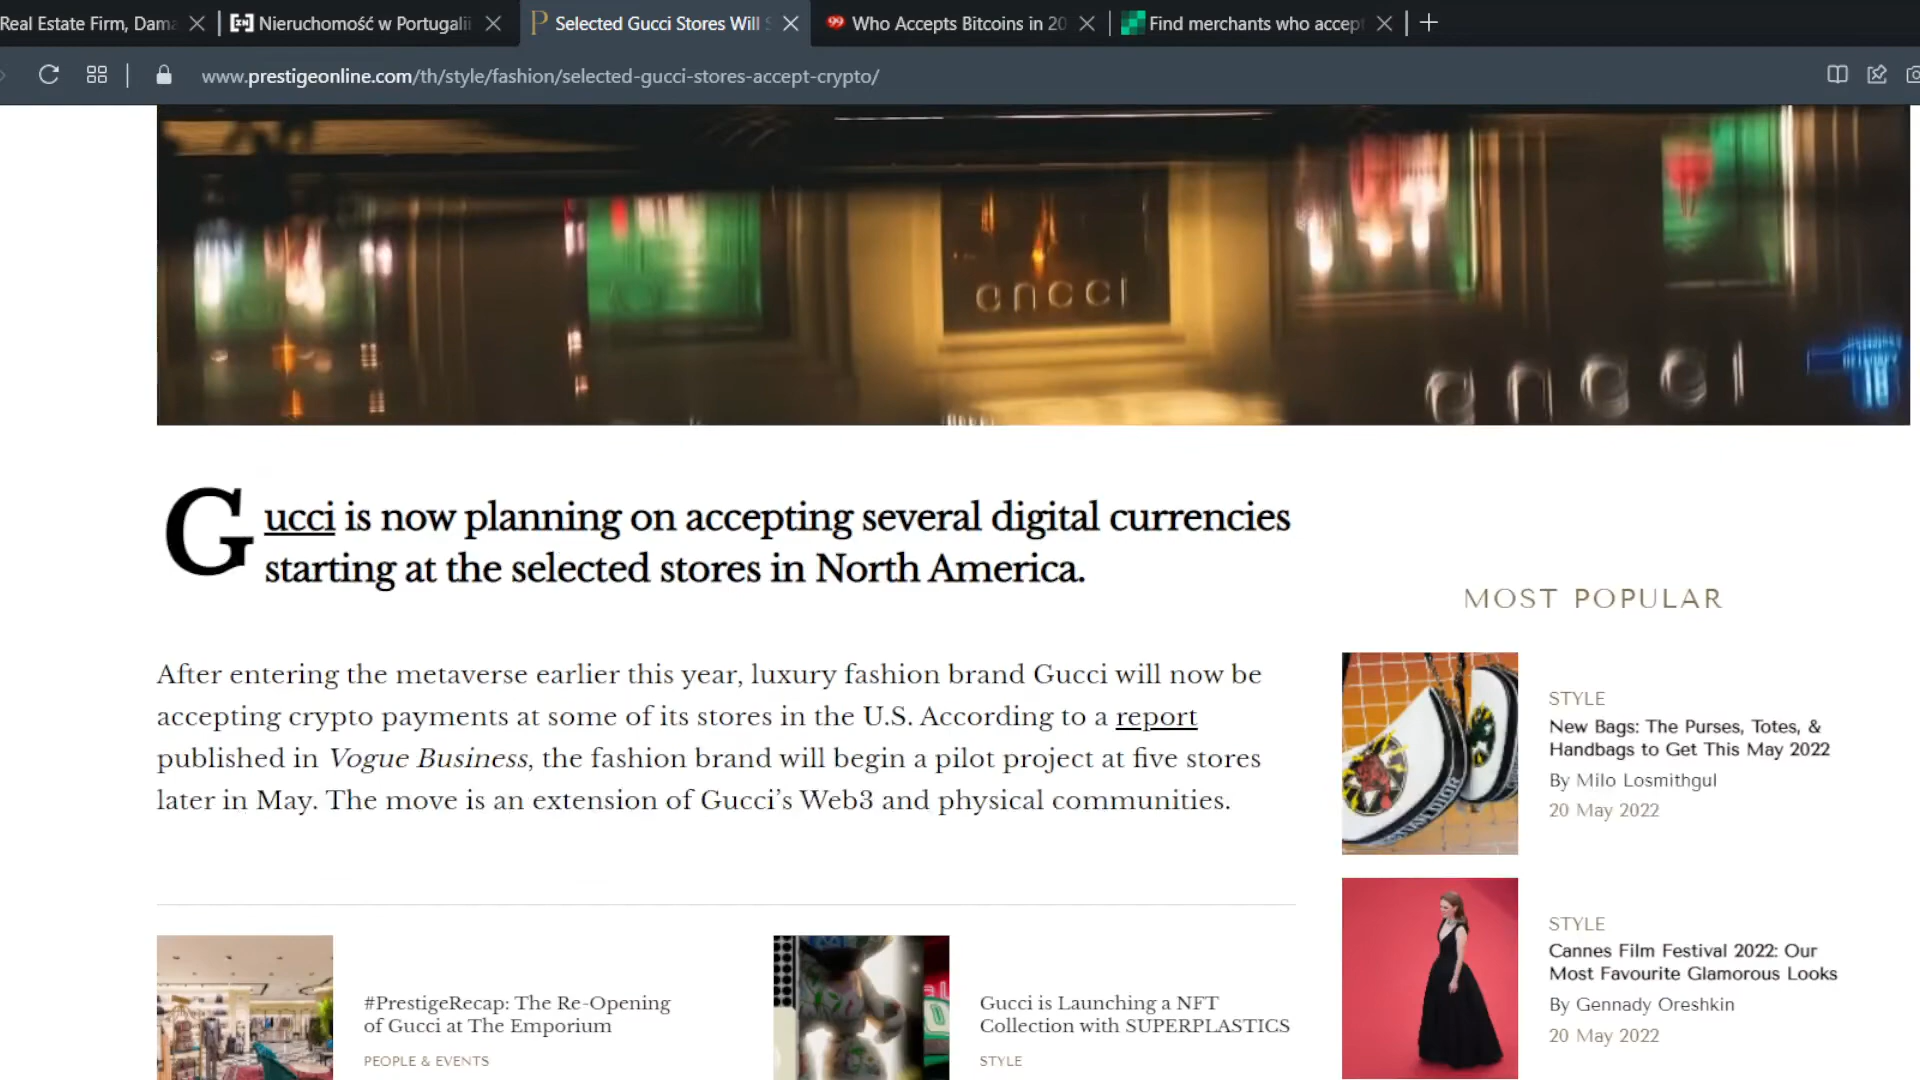 Real Estate Firm, Dama
Nieruchomość w Portugalii
Selected Gucci Stores Will S
Who Accepts Bitcoins in 20
Find merchants who accept
www.prestigeonline.com/th/style/fashion/selected-gucci-stores-accept-crypto/
gucci
gucci
Gucci is now planning on accepting several digital currencies
starting at the selected stores in North America.
After entering the metaverse earlier this year, luxury fashion brand Gucci will now be
accepting crypto payments at some of its stores in the U.S. According to a report
published in Vogue Business, the fashion brand will begin a pilot project at five stores
later in May. The move is an extension of Gucci’s Web3 and physical communities.
#PrestigeRecap: The Re-Opening
of Gucci at The Emporium
PEOPLE & EVENTS
Gucci is Launching a NFT
Collection with SUPERPLASTICS
STYLE
MOST POPULAR
STYLE
New Bags: The Purses, Totes, &
Handbags to Get This May 2022
By Milo Losmithgul
20 May 2022
STYLE
Cannes Film Festival 2022: Our
Most Favourite Glamorous Looks
By Gennady Oreshkin
20 May 2022